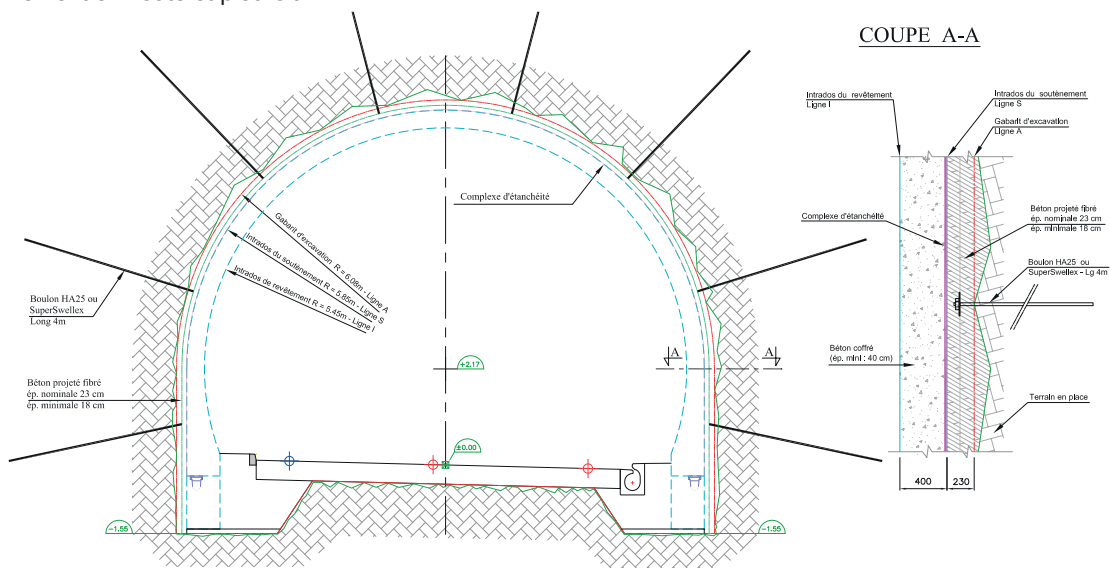 COUPE A-A
Intrados du revêtement
Ligne I
Intrados du soutènement
Ligne S
Gabarit d'excavation
Ligne A
Complexe d'étanchéité
Gabarit d'excavation R = 6.08m - Ligne A
Intrados du soutènement R = 5.85m - Ligne S
Intrados de revêtement R = 5.45m - Ligne I
Boulon HA25 ou
SuperSwellex
Long 4m
Béton projeté fibré
ép. nominale 23 cm
ép. minimale 18 cm
+2.17
A
A
±0.00
-1.55
-1.55
Béton projeté fibré
ép. nominale 23 cm
ép. minimale 18 cm
Complexe d'étanchéité
Boulon HA25 ou
SuperSwellex - Lg 4m
Béton coffré
(ép. mini : 40 cm)
Terrain en place
400
230